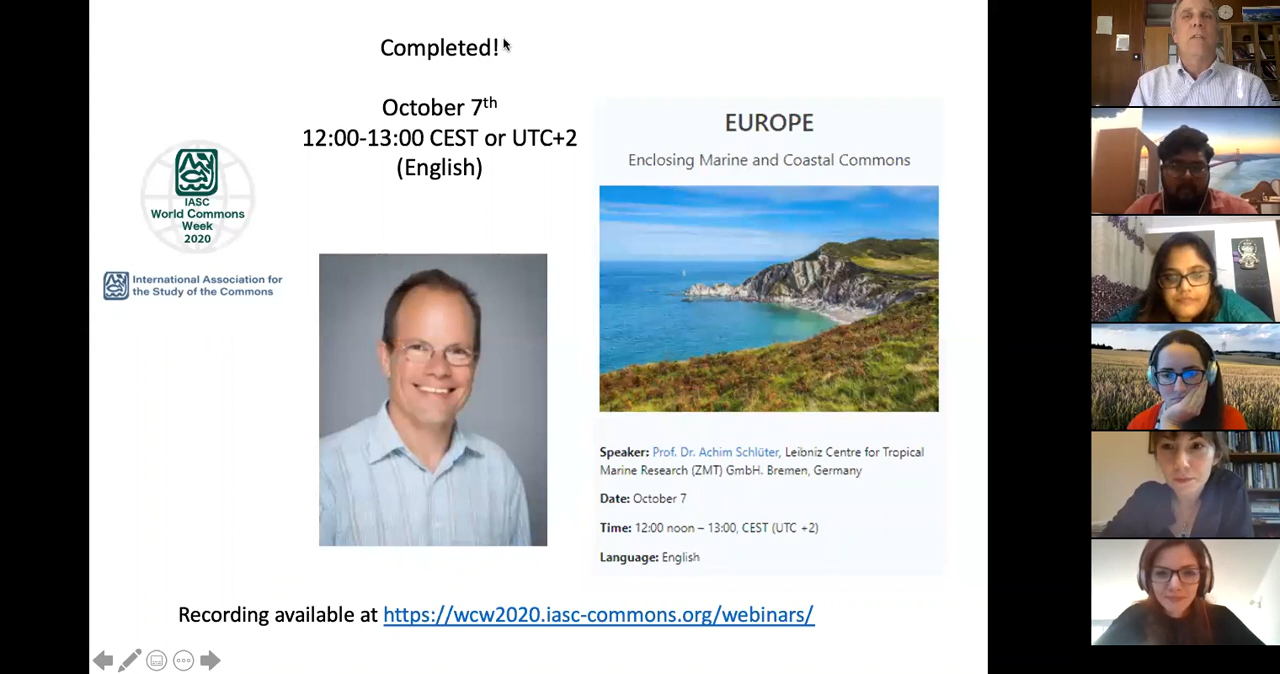 Completed!
October 7th
12:00-13:00 CEST or UTC+2
(English)
IASC
World Commons
Week
2020
International Association for
the Study of the Commons
EUROPE
Enclosing Marine and Coastal Commons
Speaker: Prof. Dr. Achim Schlüter, Leibniz Centre for Tropical
Marine Research (ZMT) GmbH. Bremen, Germany
Date: October 7
Time: 12:00 noon – 13:00, CEST (UTC +2)
Language: English
Recording available at https://wcw2020.iasc-commons.org/webinars/